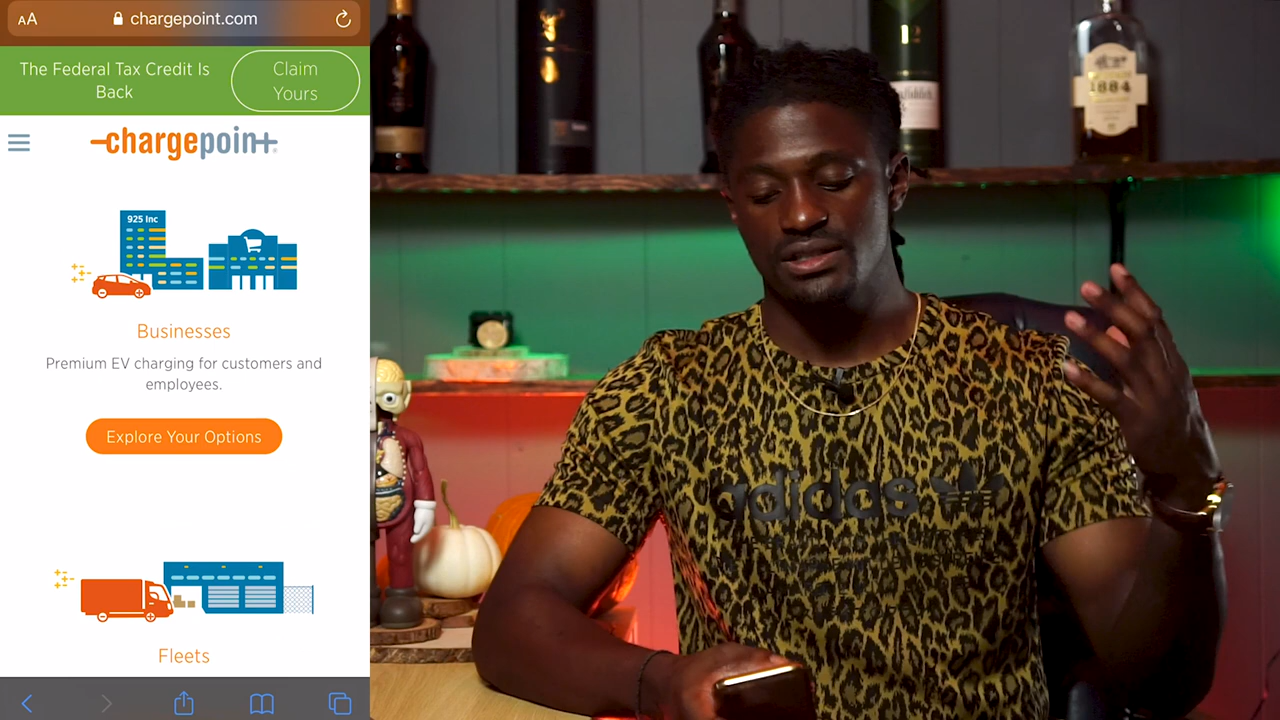 AA chargepoint.com
The Federal Tax Credit Is
Back
Claim
Yours
chargepoint
925 Inc
Businesses
Premium EV charging for customers and
employees.
Explore Your Options
Fleets
1884
adidas